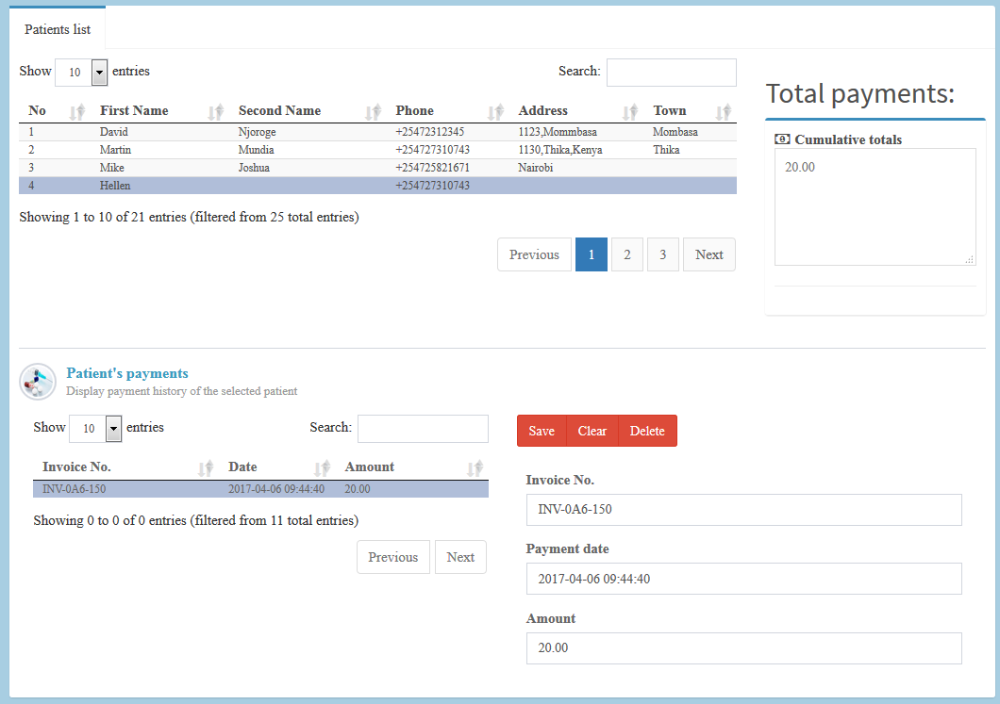 Patients list
Show 10 entries
Search:
No First Name Second Name Phone Address Town
1 David Njoroge +25472312345 1123,Mommbasa Mombasa
2 Martin Mundia +254727310743 1130,Thika,Kenya Thika
3 Mike Joshua +254725821671 Nairobi
4 Hellen +254727310743
Showing 1 to 10 of 21 entries (filtered from 25 total entries)
Previous 1 2 3 Next
Total payments:
Cumulative totals
20.00
Patient's payments
Display payment history of the selected patient
Show 10 entries
Search:
Invoice No. Date Amount
INV-0A6-150 2017-04-06 09:44:40 20.00
Showing 0 to 0 of 0 entries (filtered from 11 total entries)
Previous Next
Save Clear Delete
Invoice No.
INV-0A6-150
Payment date
2017-04-06 09:44:40
Amount
20.00